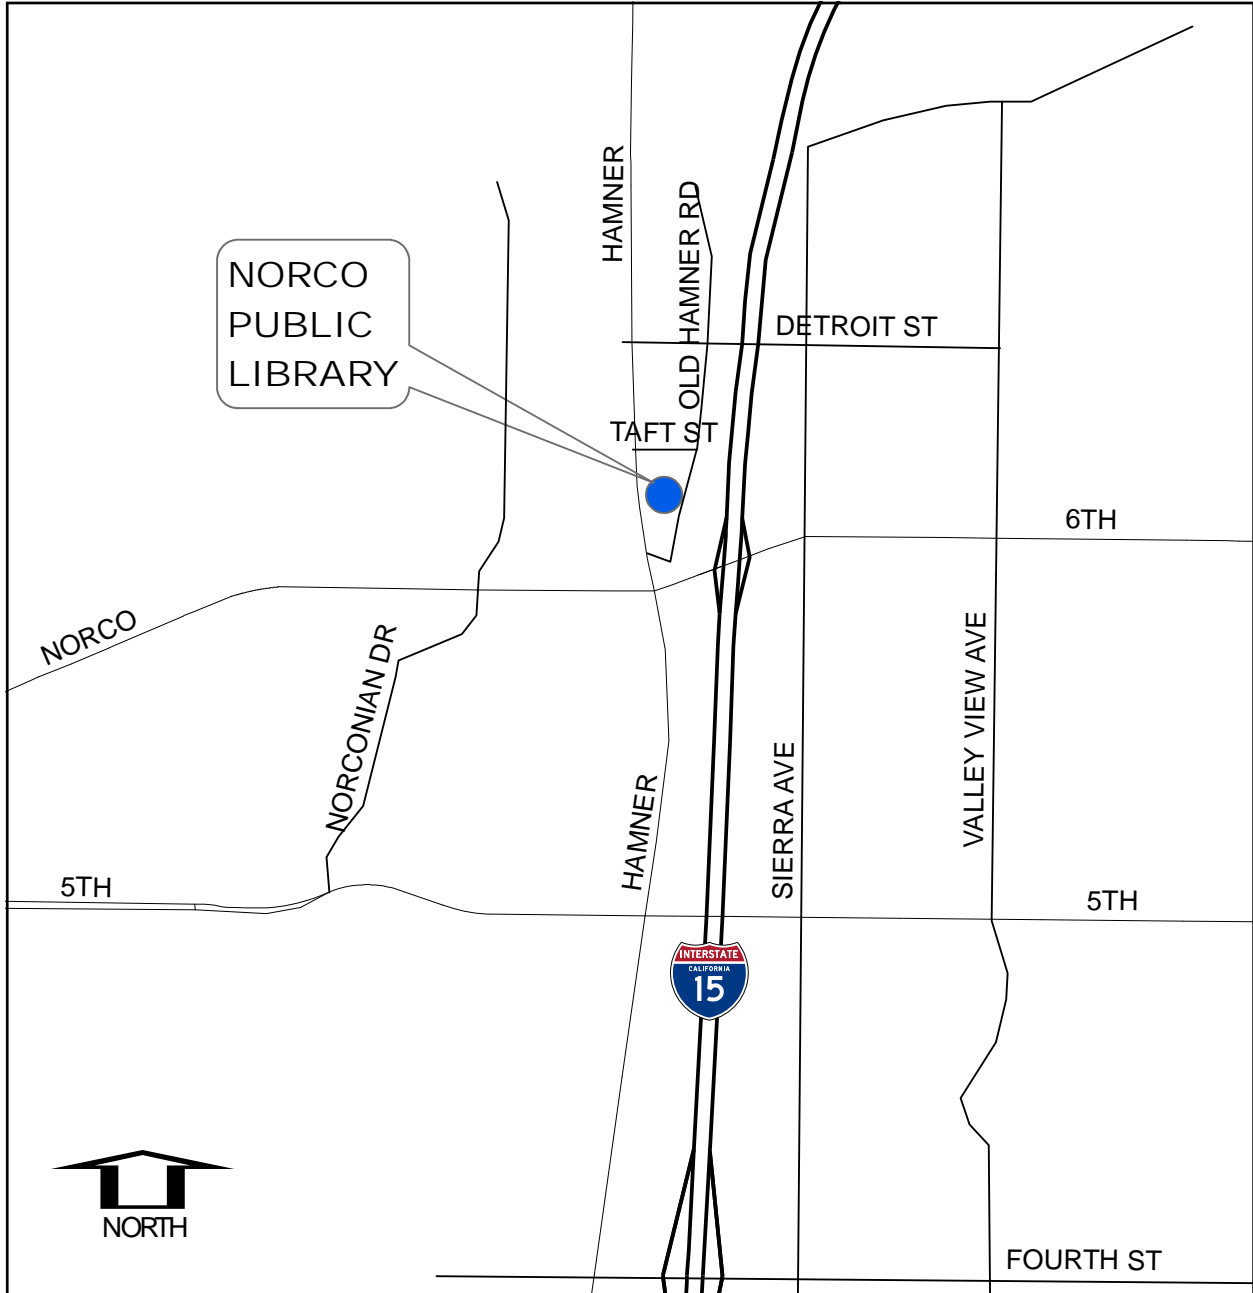 HAMNER
OLD HAMNER RD
NORCO
PUBLIC
LIBRARY
DETROIT ST
TAFT ST
6TH
NORCO
NORCONIAN DR
VALLEY VIEW AVE
SIERRA AVE
HAMNER
5TH
5TH
INTERSTATE
CALIFORNIA
15
NORTH
FOURTH ST